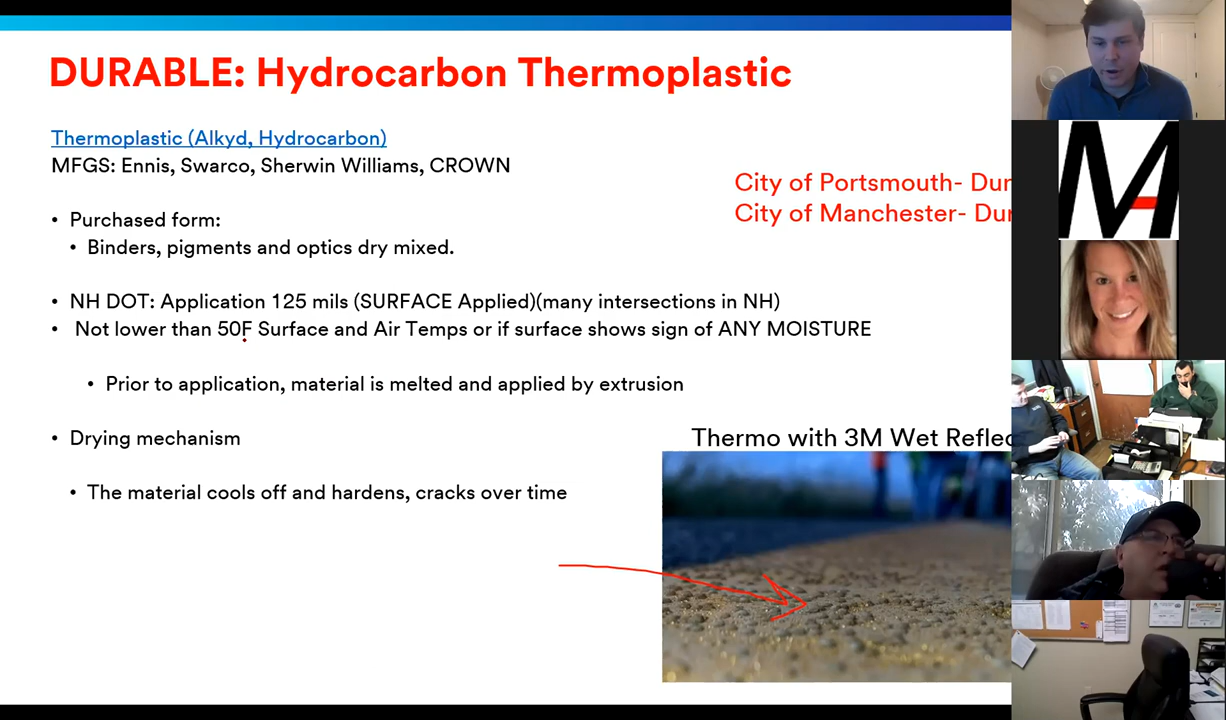 DURABLE: Hydrocarbon Thermoplastic
Thermoplastic (Alkyd, Hydrocarbon)
MFGS: Ennis, Swarco, Sherwin Williams, CROWN
City of Portsmouth- Dur
City of Manchester- Dur
• Purchased form:
• Binders, pigments and optics dry mixed.
• NH DOT: Application 125 mils (SURFACE Applied)(many intersections in NH)
• Not lower than 50F Surface and Air Temps or if surface shows sign of ANY MOISTURE
• Prior to application, material is melted and applied by extrusion
• Drying mechanism
Thermo with 3M Wet Reflec
• The material cools off and hardens, cracks over time